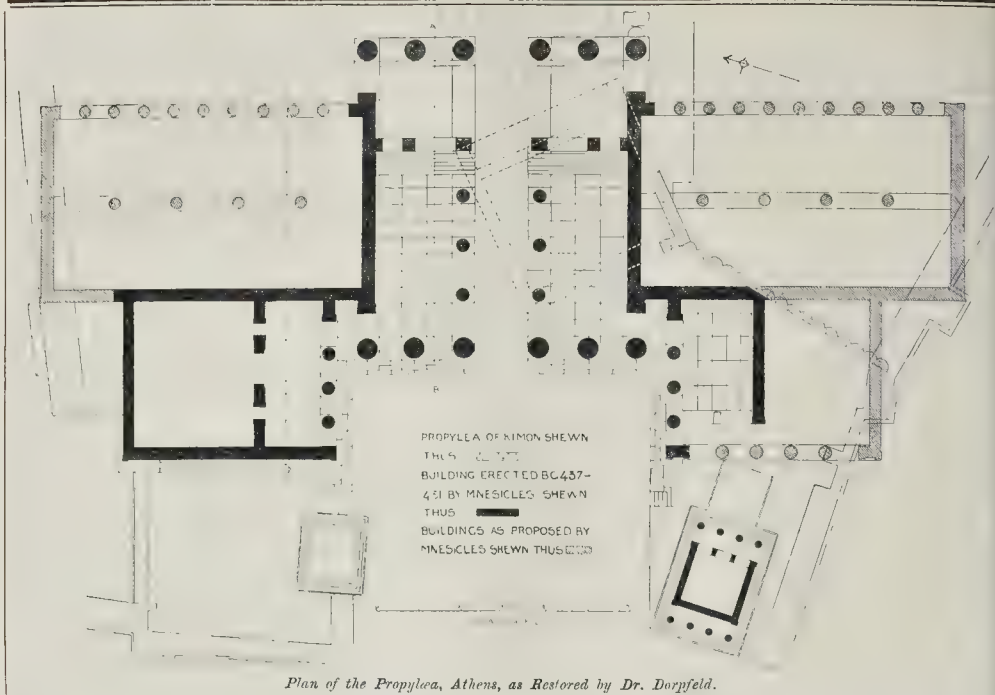 A
PROPYLEA OF KIMON SHEWN
THUS
BUILDING ERECTED BC 437-
431 BY MNESICLES SHEWN
THUS
BUILDINGS AS PROPOSED BY
MNESICLES SHEWN THUS
B
Plan of the Propylæa, Athens, as Restored by Dr. Dorpfeld.